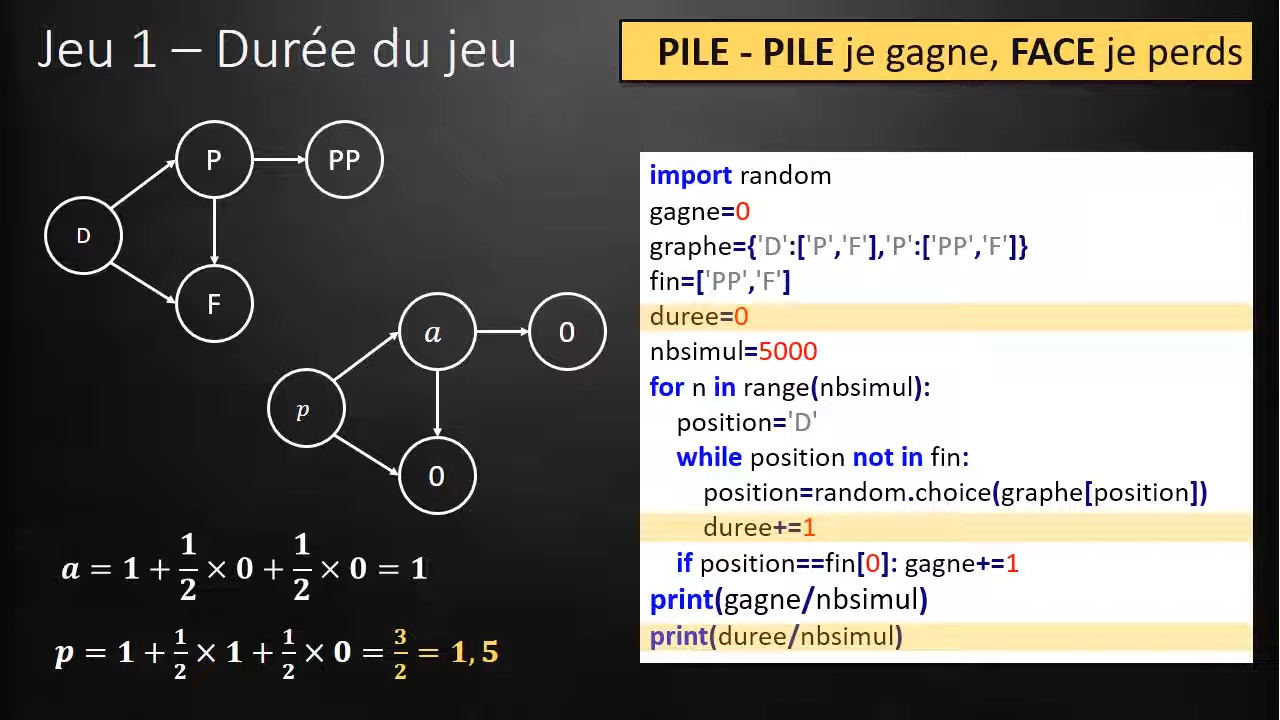 Jeu 1 – Durée du jeu
PILE - PILE je gagne, FACE je perds
P
PP
D
F
a
0
p
0
a = 1 + 1/2 × 0 + 1/2 × 0 = 1
p = 1 + 1/2 × 1 + 1/2 × 0 = 3/2 = 1,5
import random
gagne=0
graphe={'D':['P','F'],'P':['PP','F']}
fin=['PP','F']
duree=0
nbsimul=5000
for n in range(nbsimul):
position='D'
while position not in fin:
position=random.choice(graphe[position])
duree+=1
if position==fin[0]: gagne+=1
print(gagne/nbsimul)
print(duree/nbsimul)